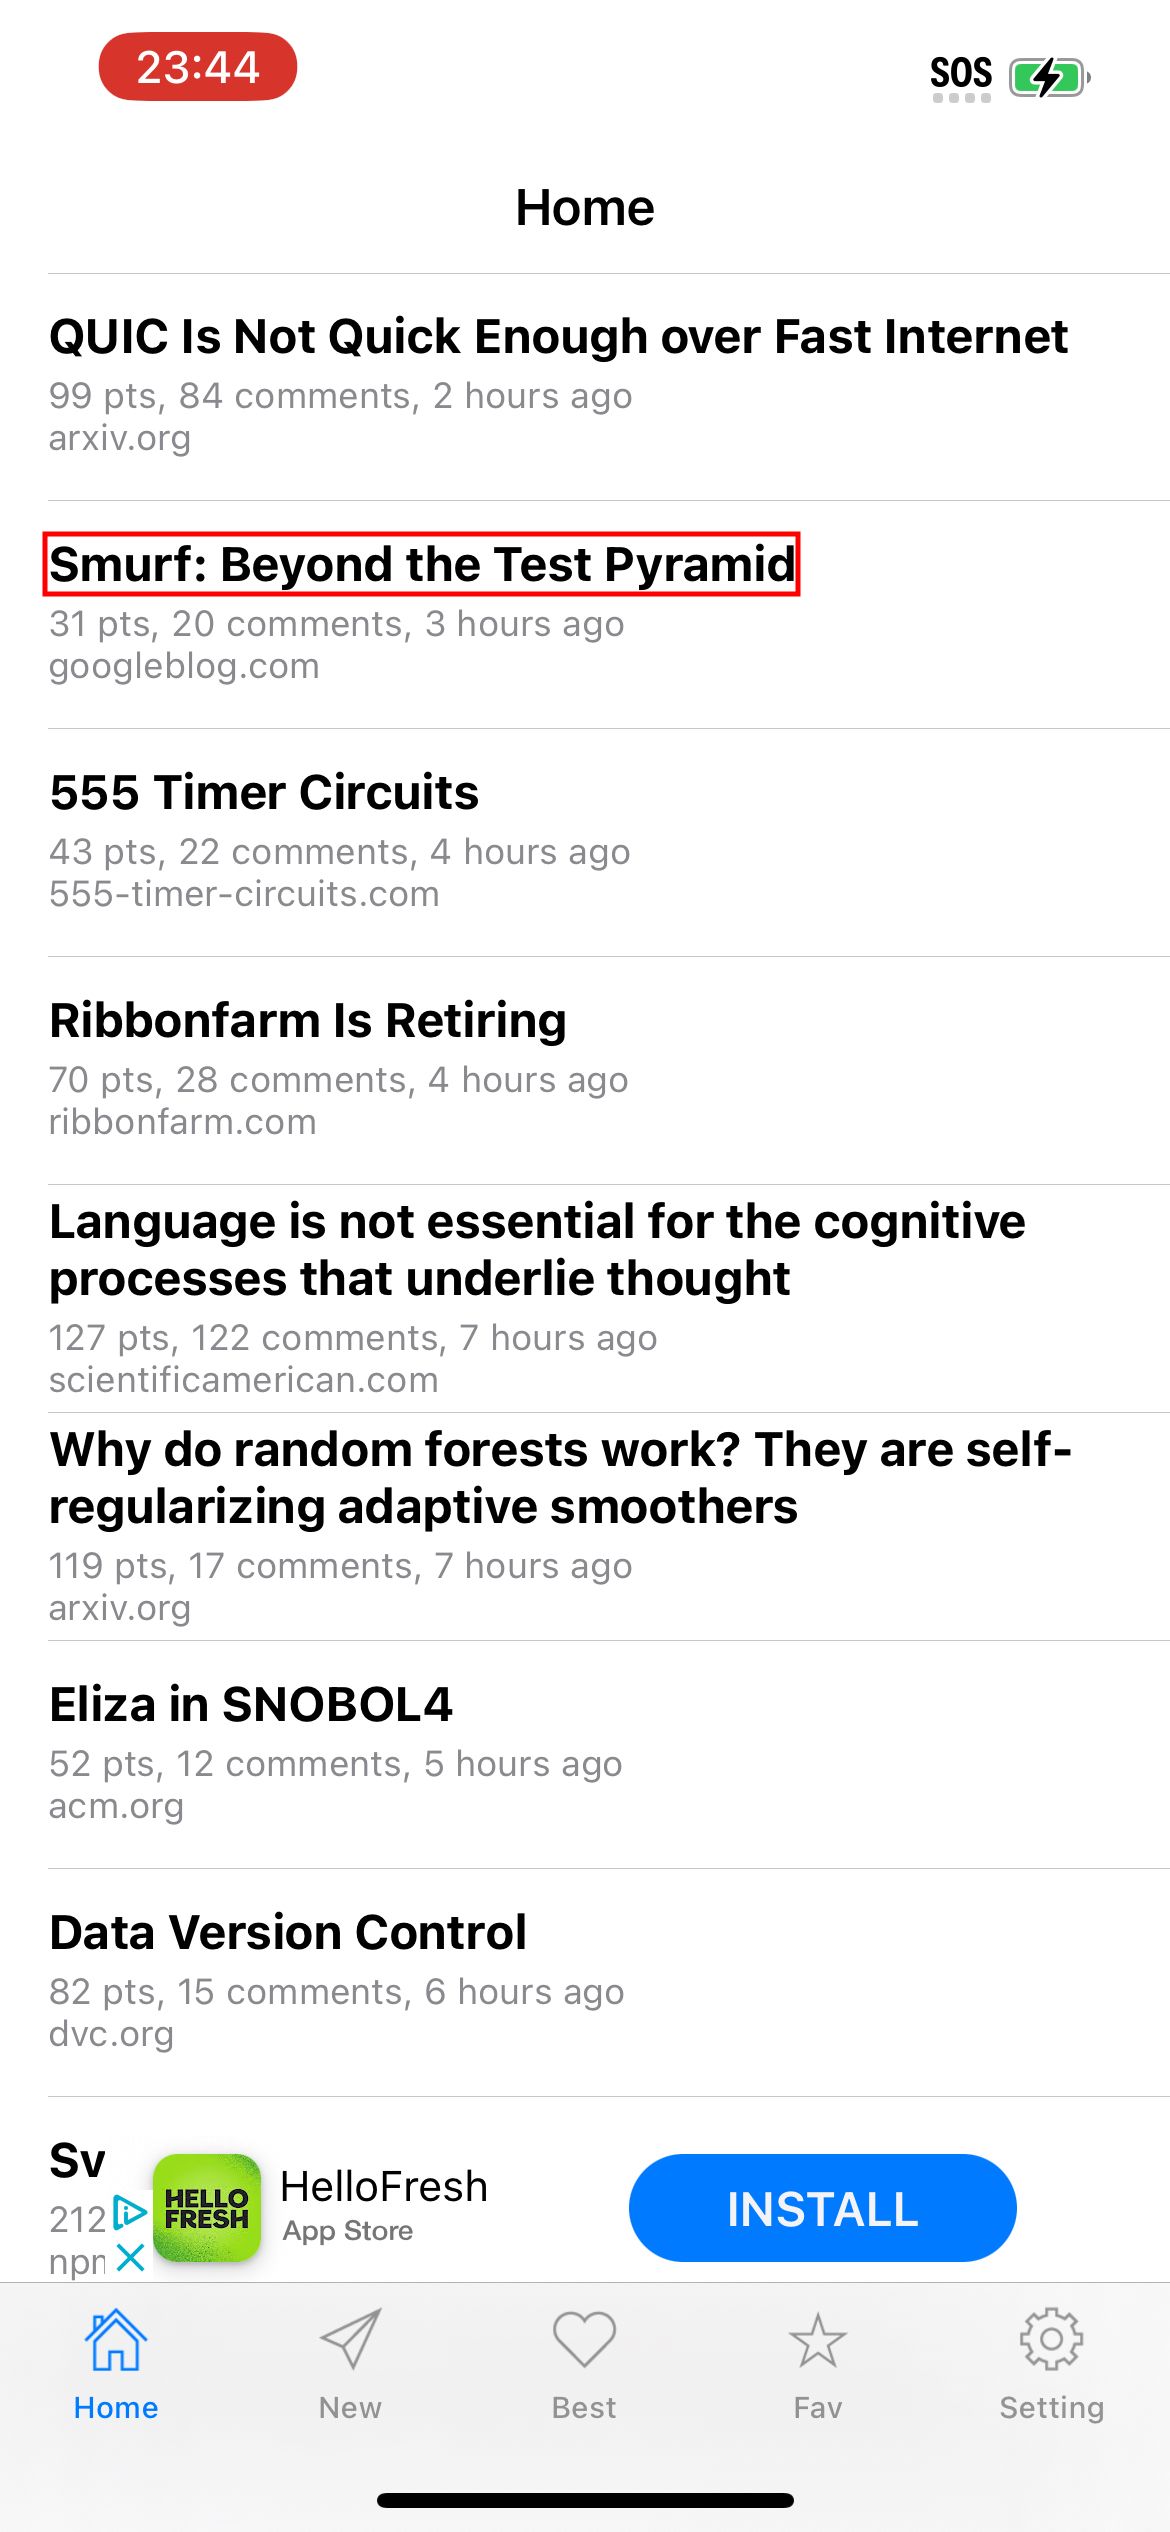 23:44
SOS
Home
QUIC Is Not Quick Enough over Fast Internet
99 pts, 84 comments, 2 hours ago
arxiv.org
Smurf: Beyond the Test Pyramid
31 pts, 20 comments, 3 hours ago
googleblog.com
555 Timer Circuits
43 pts, 22 comments, 4 hours ago
555-timer-circuits.com
Ribbonfarm Is Retiring
70 pts, 28 comments, 4 hours ago
ribbonfarm.com
Language is not essential for the cognitive
processes that underlie thought
127 pts, 122 comments, 7 hours ago
scientificamerican.com
Why do random forests work? They are self-
regularizing adaptive smoothers
119 pts, 17 comments, 7 hours ago
arxiv.org
Eliza in SNOBOL4
52 pts, 12 comments, 5 hours ago
acm.org
Data Version Control
82 pts, 15 comments, 6 hours ago
dvc.org
Sv
212
HELLO
FRESH
HelloFresh
App Store
INSTALL
Home
New
Best
Fav
Setting